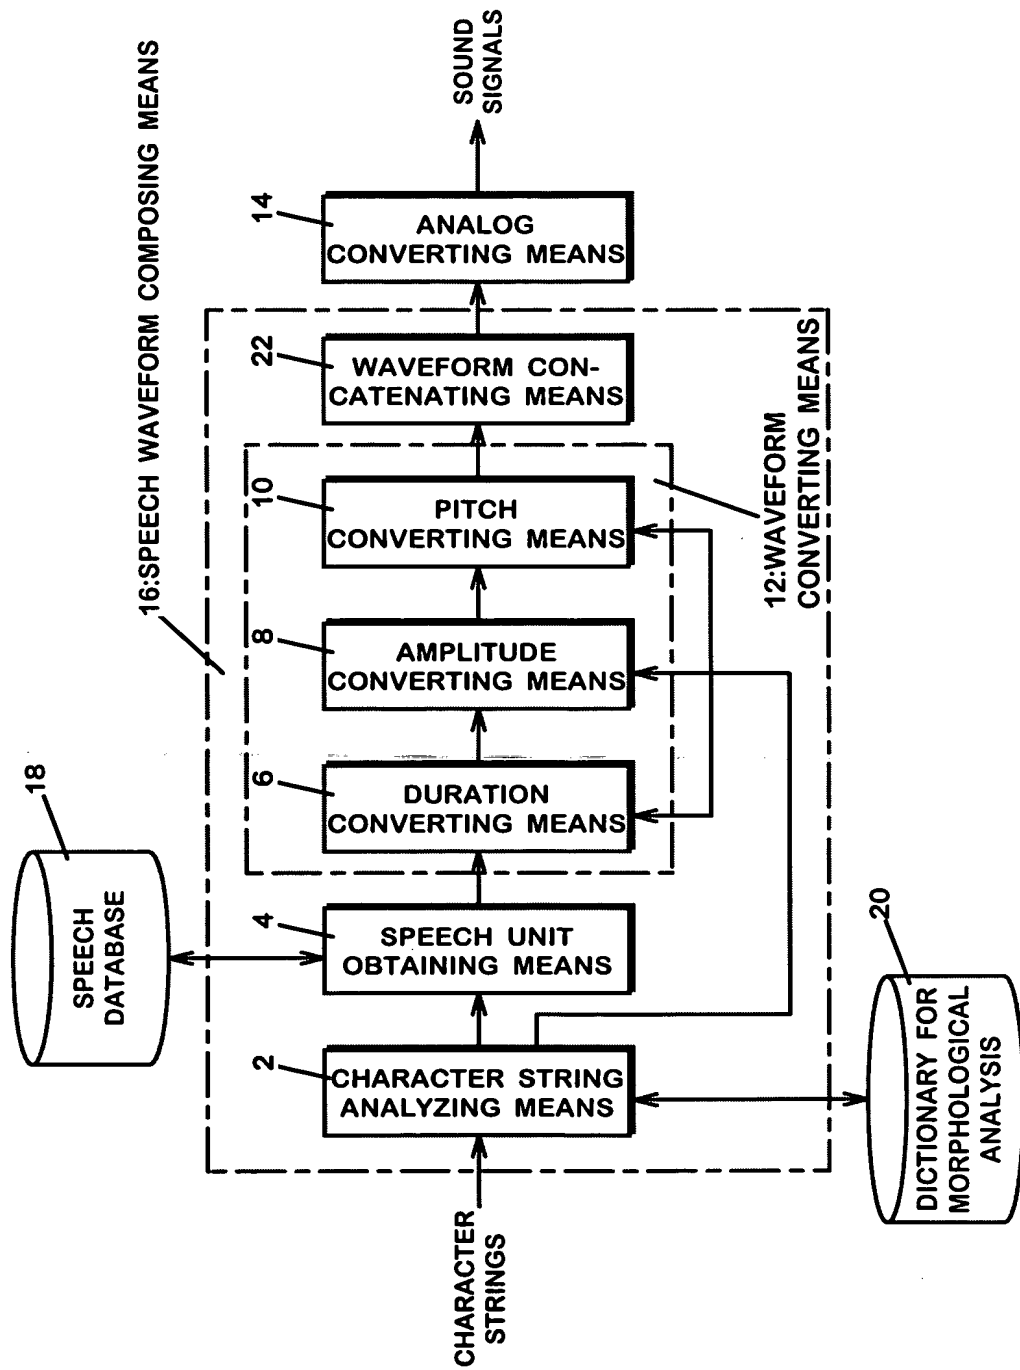 16:SPEECH WAVEFORM COMPOSING MEANS
18
SPEECH
DATABASE
CHARACTER
STRINGS
2
CHARACTER STRING
ANALYZING MEANS
4
SPEECH UNIT
OBTAINING MEANS
6
DURATION
CONVERTING MEANS
8
AMPLITUDE
CONVERTING MEANS
10
PITCH
CONVERTING MEANS
22
WAVEFORM CON-
CATENATING MEANS
14
ANALOG
CONVERTING MEANS
SOUND
SIGNALS
12:WAVEFORM
CONVERTING MEANS
20
DICTIONARY FOR
MORPHOLOGICAL
ANALYSIS